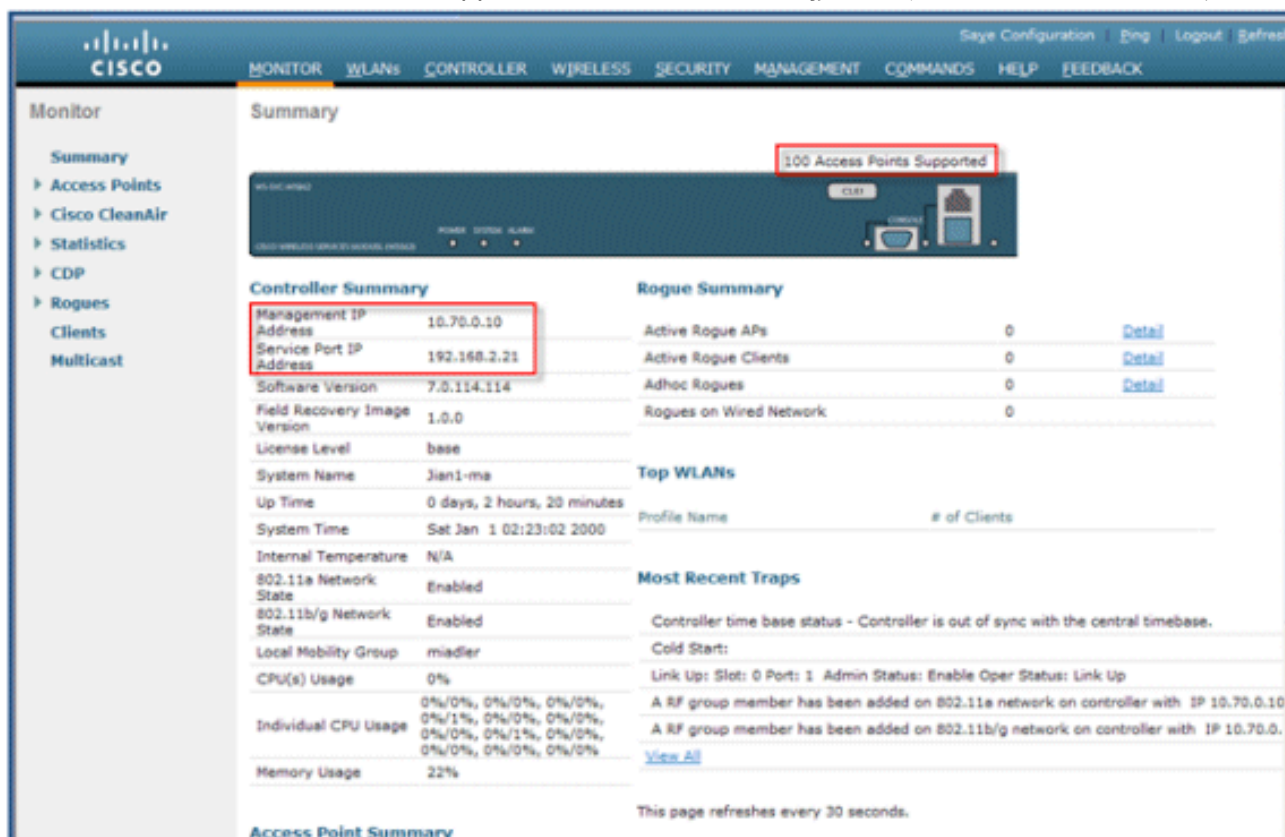 Save Configuration | Ping | Logout Refresh
CISCO
MONITOR WLANs CONTROLLER WIRELESS SECURITY MANAGEMENT COMMANDS HELP FEEDBACK
Monitor
Summary
Access Points
Cisco CleanAir
Statistics
CDP
Rogues
Clients
Multicast
Summary
100 Access Points Supported
CONSOLE
POWER SYSTEM ALARM
Controller Summary
Management IP Address 10.70.0.10
Service Port IP Address 192.168.2.21
Software Version 7.0.114.114
Field Recovery Image Version 1.0.0
License Level base
System Name Jian1-ma
Up Time 0 days, 2 hours, 20 minutes
System Time Sat Jan 1 02:23:02 2000
Internal Temperature N/A
802.11a Network State Enabled
802.11b/g Network State Enabled
Local Mobility Group miadler
CPU(s) Usage 0%
Individual CPU Usage 0%/0%, 0%/0%, 0%/0%,
0%/1%, 0%/0%, 0%/0%,
0%/0%, 0%/1%, 0%/0%,
0%/0%, 0%/0%, 0%/0%
Memory Usage 22%
Access Point Summary
Rogue Summary
Active Rogue APs 0 Detail
Active Rogue Clients 0 Detail
Adhoc Rogues 0 Detail
Rogues on Wired Network 0
Top WLANs
Profile Name # of Clients
Most Recent Traps
Controller time base status - Controller is out of sync with the central timebase.
Cold Start:
Link Up: Slot: 0 Port: 1 Admin Status: Enable Oper Status: Link Up
A RF group member has been added on 802.11a network on controller with IP 10.70.0.10
A RF group member has been added on 802.11b/g network on controller with IP 10.70.0.
View All
This page refreshes every 30 seconds.